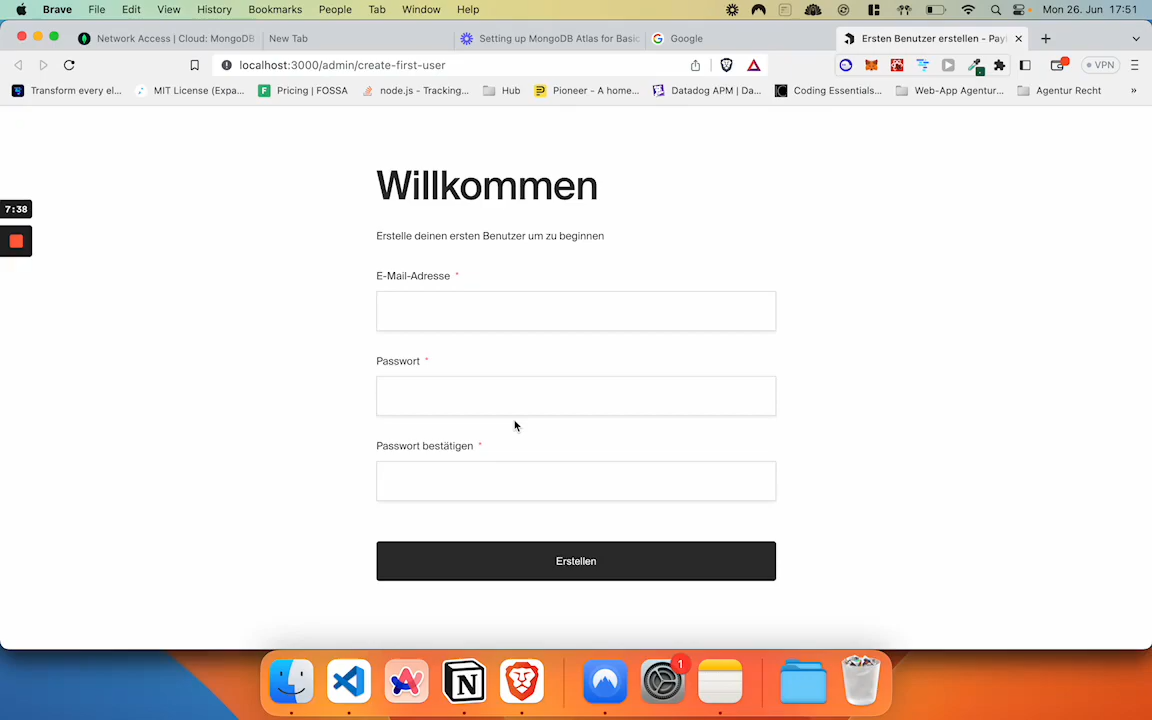 Brave File Edit View History Bookmarks People Tab Window Help Mon 26. Jun 17:51
Network Access | Cloud: MongoDB New Tab Setting up MongoDB Atlas for Basic Google Ersten Benutzer erstellen - Payl
localhost:3000/admin/create-first-user VPN
Transform every el... MIT License (Expa... Pricing | FOSSA node.js - Tracking,... Hub Pioneer - A home... Datadog APM | Da... Coding Essentials... Web-App Agentur... Agentur Recht »
Willkommen
7:38
Erstelle deinen ersten Benutzer um zu beginnen
E-Mail-Adresse *
Passwort *
Passwort bestätigen *
Erstellen
1